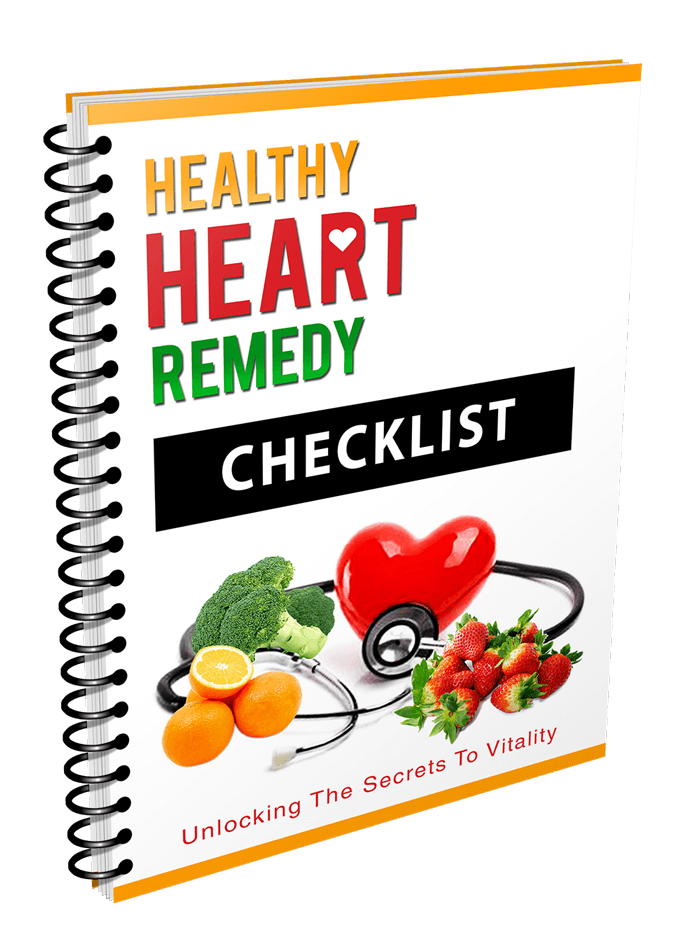 HEALTHY
HEART
REMEDY
CHECKLIST
Unlocking The Secrets To Vitality